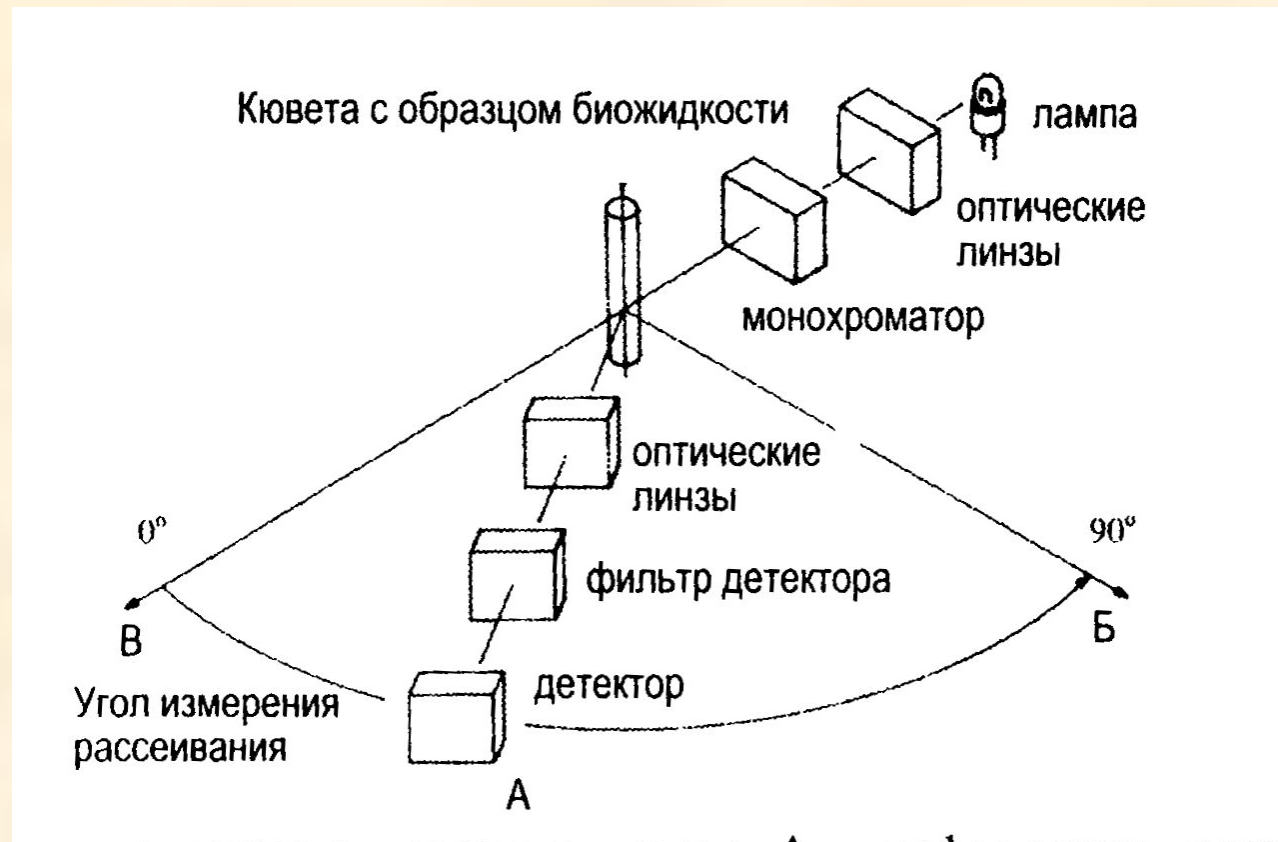 Кювета с образцом биожидкости
лампа
оптические
линзы
монохроматор
оптические
линзы
0°
90°
фильтр детектора
В
Б
детектор
Угол измерения
рассеивания
А